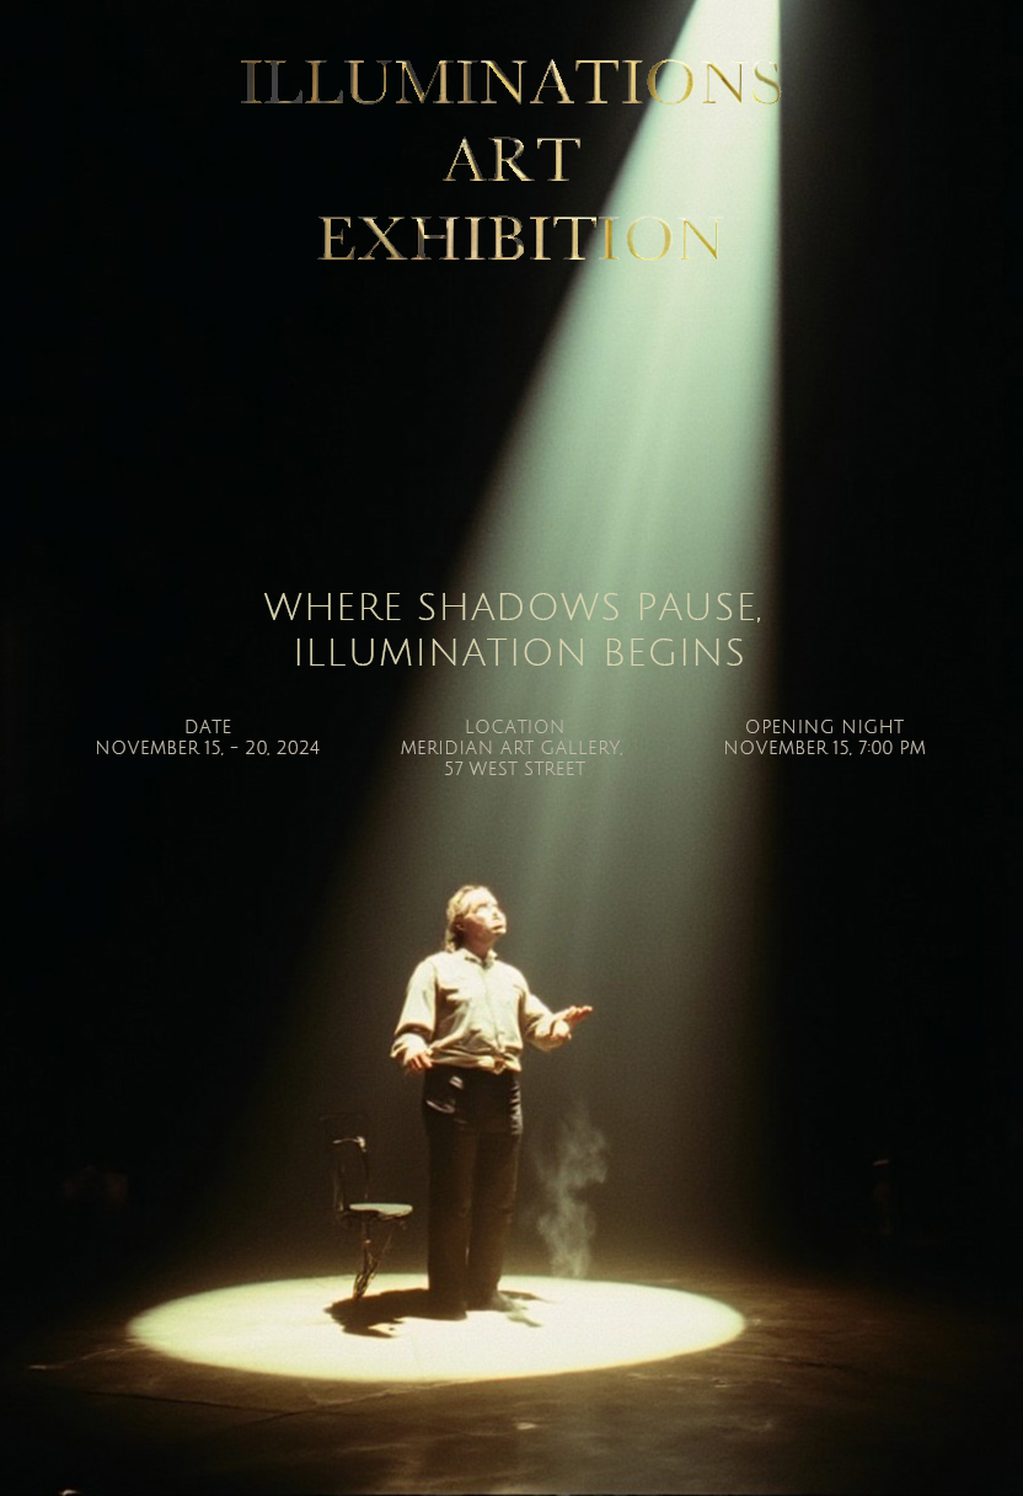 ILLUMINATIONS
ART
EXHIBITION
WHERE SHADOWS PAUSE,
ILLUMINATION BEGINS
DATE
NOVEMBER 15, - 20, 2024
LOCATION
MERIDIAN ART GALLERY,
57 WEST STREET
OPENING NIGHT
NOVEMBER 15, 7:00 PM